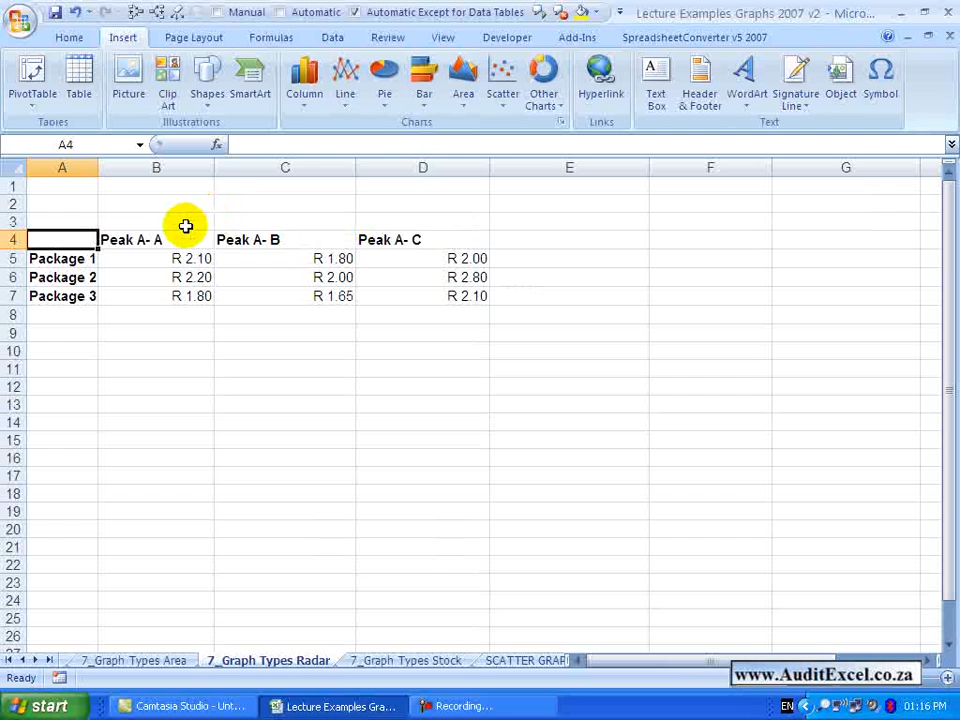 Manual Automatic Automatic Except for Data Tables Lecture Examples Graphs 2007 v2 - Micro...
Home Insert Page Layout Formulas Data Review View Developer Add-Ins SpreadsheetConverter v5 2007
PivotTable Table Picture Clip Art Shapes SmartArt Column Line Pie Bar Area Scatter Other Charts Hyperlink Text Box Header & Footer WordArt Signature Line Object Symbol
Tables Illustrations Charts Links Text
A4 fx
A B C D E F G
1
2
3
4 Peak A- A Peak A- B Peak A- C
5 Package 1 R 2.10 R 1.80 R 2.00
6 Package 2 R 2.20 R 2.00 R 2.80
7 Package 3 R 1.80 R 1.65 R 2.10
8
9
10
11
12
13
14
15
16
17
18
19
20
21
22
23
24
25
26
27
7_Graph Types Area 7_Graph Types Radar 7_Graph Types Stock SCATTER GRAP
Ready www.AuditExcel.co.za
start Camtasia Studio - Unt... Lecture Examples Gra... Recording... EN 01:16 PM